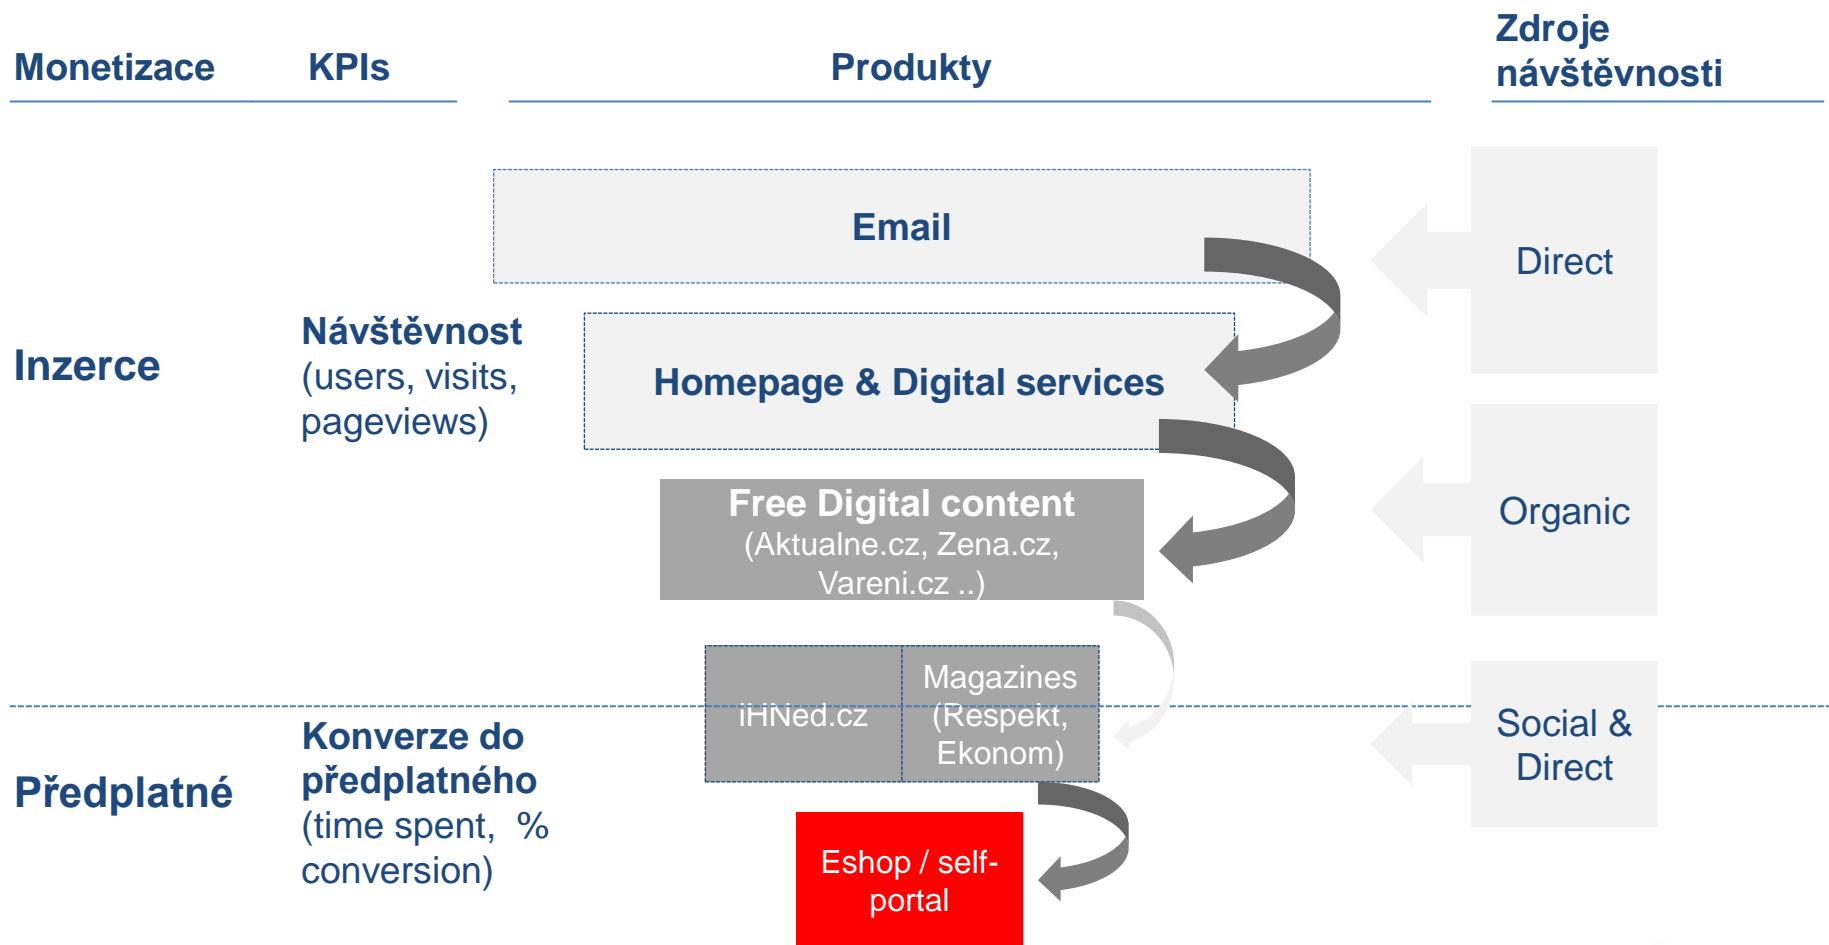 Monetizace
KPIs
Produkty
Zdroje
návštěvnosti
Email
Direct
Inzerce
Návštěvnost
(users, visits,
pageviews)
Homepage & Digital services
Free Digital content
(Aktualne.cz, Zena.cz,
Vareni.cz ..)
Organic
iHNed.cz
Magazines
(Respekt,
Ekonom)
Social &
Direct
Předplatné
Konverze do
předplatného
(time spent, %
conversion)
Eshop / self-
portal